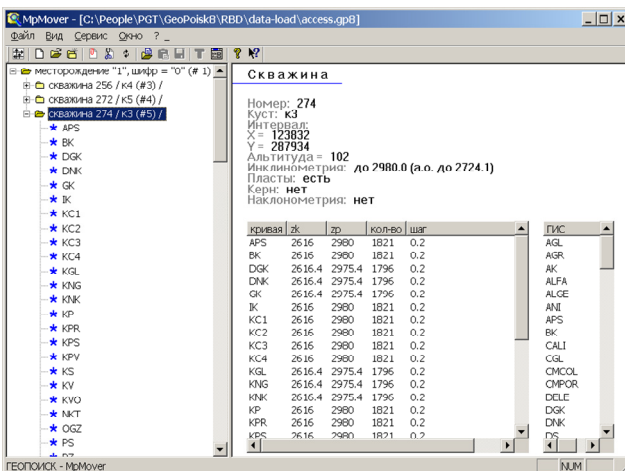 MpMover - [C:\People\PGT\GeoPoisk8\RBD\data-load\access.gp8]
Файл Вид Сервис Окно ? _
месторождение "1", шифр = "0" (# 1)
скважина 256 / к4 (#3) /
скважина 272 / к5 (#4) /
скважина 274 / к3 (#5) /
APS
BK
DGK
DNK
GK
IK
KC1
KC2
KC3
KC4
KGL
KNG
KNK
KP
KPR
KPS
KPV
KS
KV
KVO
NKT
OGZ
PS
PZ
Скважина
Номер: 274
Куст: к3
Интервал:
X = 123832
Y = 287934
Альтитуда = 102
Инклинометрия: до 2980.0 (а.о. до 2724.1)
Пласты: есть
Керн: нет
Наклонометрия: нет
кривая zk zp кол-во шаг
APS 2616 2980 1821 0.2
BK 2616 2980 1821 0.2
DGK 2616.4 2975.4 1796 0.2
DNK 2616.4 2975.4 1796 0.2
GK 2616.4 2975.4 1796 0.2
IK 2616 2980 1821 0.2
KC1 2616 2980 1821 0.2
KC2 2616 2980 1821 0.2
KC3 2616 2980 1821 0.2
KC4 2616 2980 1821 0.2
KGL 2616.4 2975.4 1796 0.2
KNG 2616.4 2975.4 1796 0.2
KNK 2616.4 2975.4 1796 0.2
KP 2616 2980 1821 0.2
KPR 2616 2980 1821 0.2
KPS 2616 2980 1821 0.2
ГИС
AGL
AGR
AK
ALFA
ALGE
ANI
APS
BK
CALI
CGL
CMCOL
CMPOR
DELE
DGK
DNK
DS
ГЕОПОИСК - MpMover
NUM